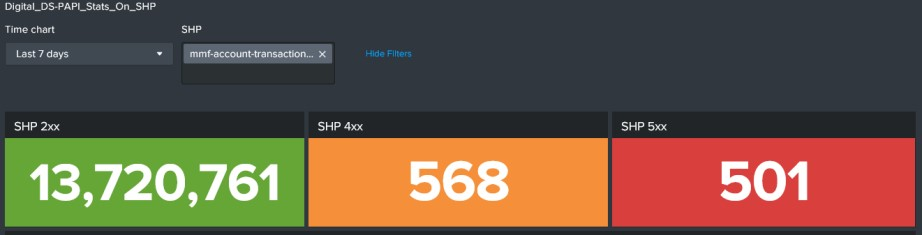 Digital_DS-PAPI_Stats_On_SHP
Time chart
SHP
Last 7 days
mmf-account-transaction... ×
Hide Filters
SHP 2xx
SHP 4xx
SHP 5xx
13,720,761
568
501